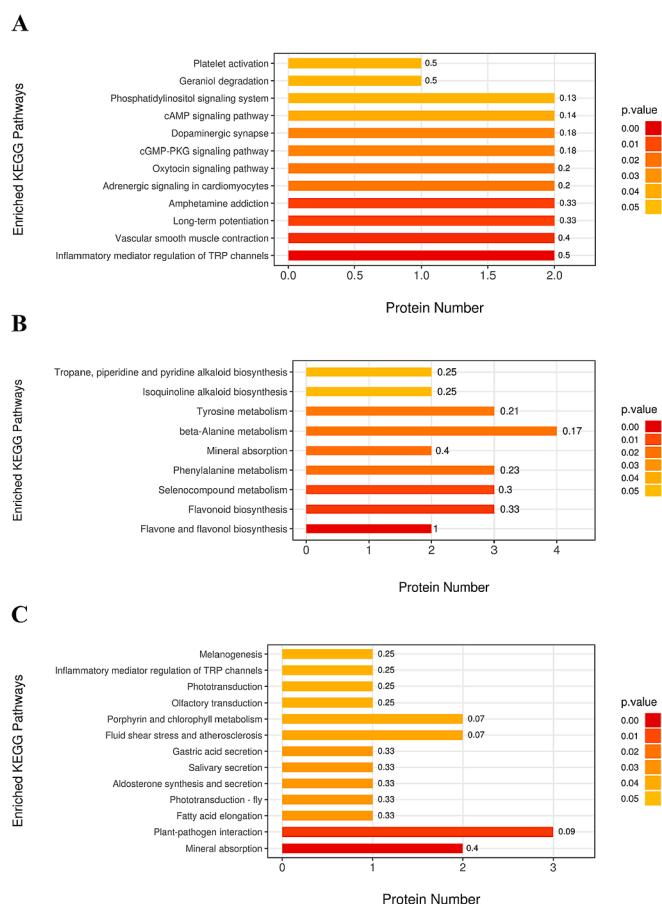 A
Enriched KEGG Pathways
Platelet activation 0.5
Geraniol degradation 0.5
Phosphatidylinositol signaling system 0.13
cAMP signaling pathway 0.14
Dopaminergic synapse 0.18
cGMP-PKG signaling pathway 0.18
Oxytocin signaling pathway 0.2
Adrenergic signaling in cardiomyocytes 0.2
Amphetamine addiction 0.33
Long-term potentiation 0.33
Vascular smooth muscle contraction 0.4
Inflammatory mediator regulation of TRP channels 0.5
0.0 0.5 1.0 1.5 2.0
Protein Number
p.value
0.00
0.01
0.02
0.03
0.04
0.05
B
Enriched KEGG Pathways
Tropane, piperidine and pyridine alkaloid biosynthesis 0.25
Isoquinoline alkaloid biosynthesis 0.25
Tyrosine metabolism 0.21
beta-Alanine metabolism 0.17
Mineral absorption 0.4
Phenylalanine metabolism 0.23
Selenocompound metabolism 0.3
Flavonoid biosynthesis 0.33
Flavone and flavonol biosynthesis 1
0 1 2 3 4
Protein Number
p.value
0.00
0.01
0.02
0.03
0.04
0.05
C
Enriched KEGG Pathways
Melanogenesis 0.25
Inflammatory mediator regulation of TRP channels 0.25
Phototransduction 0.25
Olfactory transduction 0.25
Porphyrin and chlorophyll metabolism 0.07
Fluid shear stress and atherosclerosis 0.07
Gastric acid secretion 0.33
Salivary secretion 0.33
Aldosterone synthesis and secretion 0.33
Phototransduction - fly 0.33
Fatty acid elongation 0.33
Plant-pathogen interaction 0.09
Mineral absorption 0.4
0 1 2 3
Protein Number
p.value
0.00
0.01
0.02
0.03
0.04
0.05